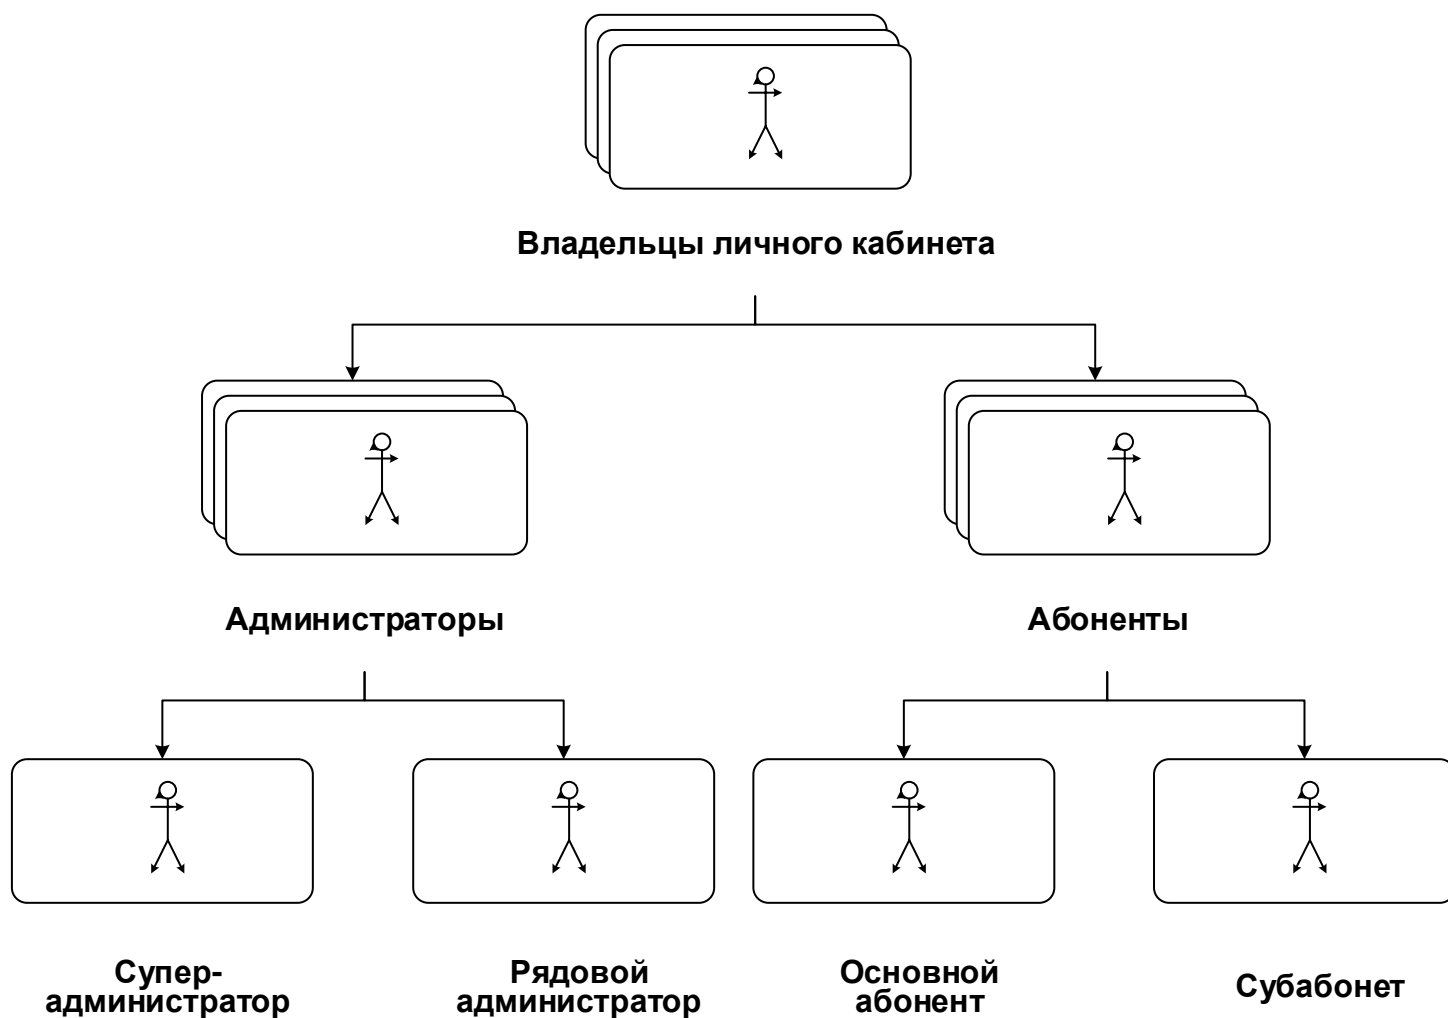 Владельцы личного кабинета
Администраторы
Абоненты
Супер-
администратор
Рядовой
администратор
Основной
абонент
Субабонет